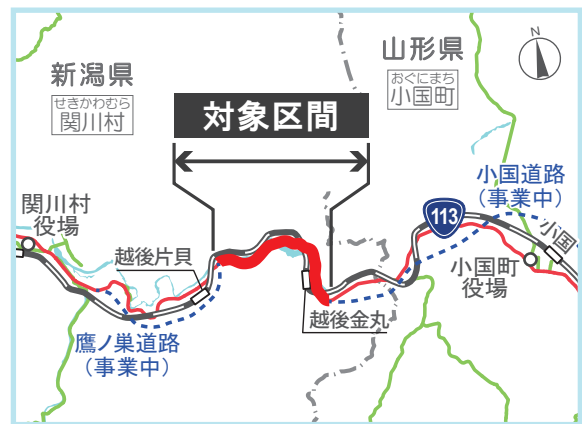 新潟県
せきかわむら
関川村
山形県
おぐにまち
小国町
N
対象区間
関川村
役場
越後片貝
鷹ノ巣道路
（事業中）
越後金丸
113
小国道路
（事業中）
小国
小国町
役場